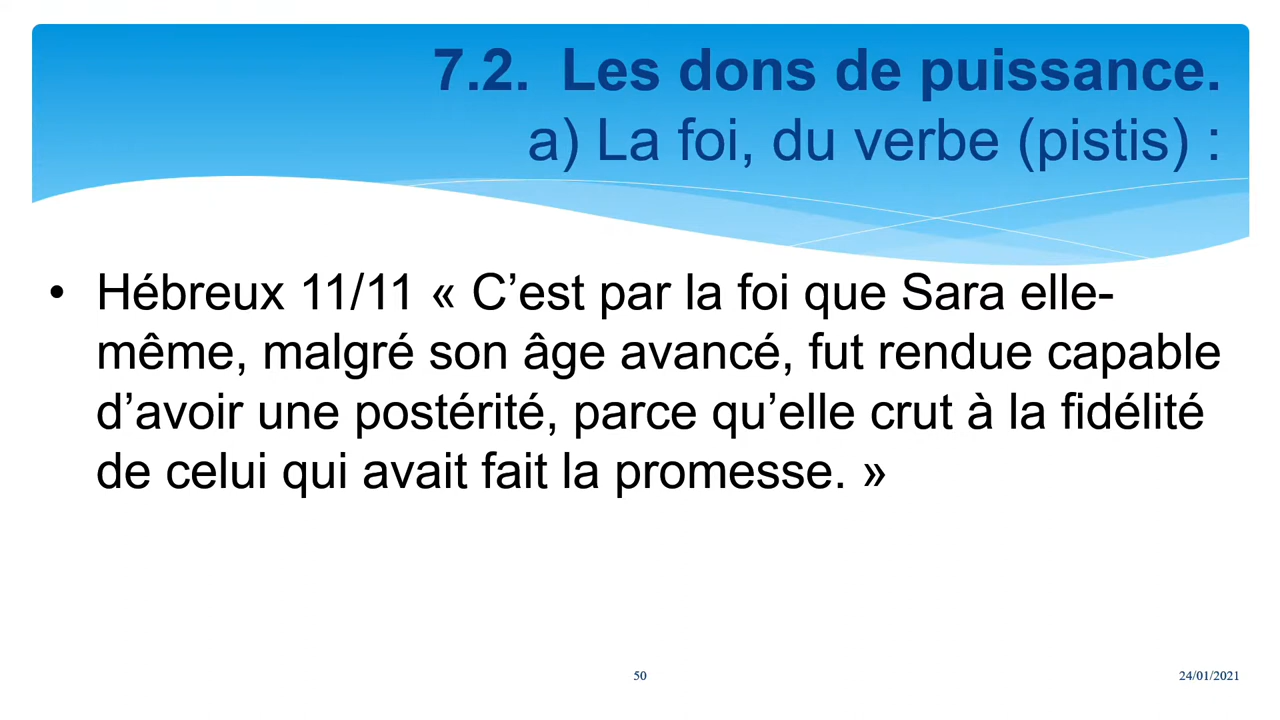 7.2. Les dons de puissance.
a) La foi, du verbe (pistis) :
• Hébreux 11/11 « C’est par la foi que Sara elle-
même, malgré son âge avancé, fut rendue capable
d’avoir une postérité, parce qu’elle crut à la fidélité
de celui qui avait fait la promesse. »
50
24/01/2021